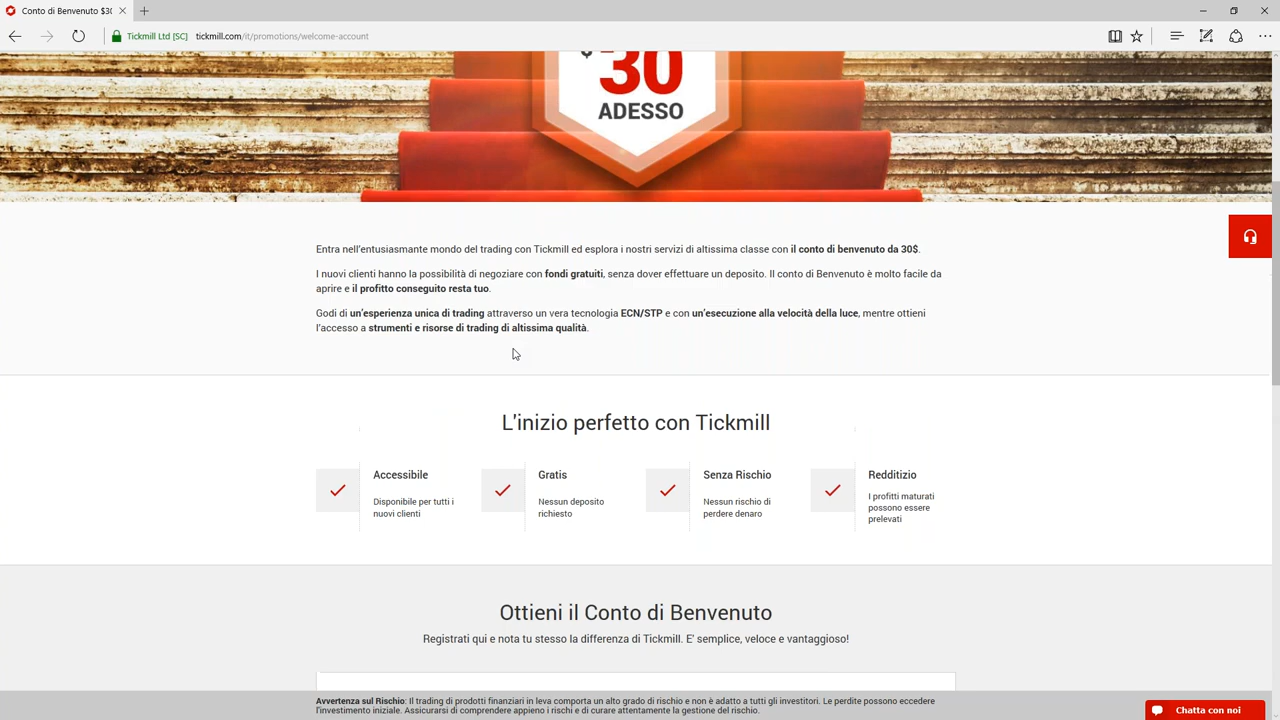 Conto di Benvenuto $30
Tickmill Ltd [SC] tickmill.com/it/promotions/welcome-account
$30
ADESSO
Entra nell'entusiasmante mondo del trading con Tickmill ed esplora i nostri servizi di altissima classe con il conto di benvenuto da 30$.
I nuovi clienti hanno la possibilità di negoziare con fondi gratuiti, senza dover effettuare un deposito. Il conto di Benvenuto è molto facile da
aprire e il profitto conseguito resta tuo.
Godi di un'esperienza unica di trading attraverso un vera tecnologia ECN/STP e con un'esecuzione alla velocità della luce, mentre ottieni
l'accesso a strumenti e risorse di trading di altissima qualità.
L'inizio perfetto con Tickmill
Accessibile
Disponibile per tutti i
nuovi clienti
Gratis
Nessun deposito
richiesto
Senza Rischio
Nessun rischio di
perdere denaro
Redditizio
I profitti maturati
possono essere
prelevati
Ottieni il Conto di Benvenuto
Registrati qui e nota tu stesso la differenza di Tickmill. E' semplice, veloce e vantaggioso!
Avvertenza sul Rischio: Il trading di prodotti finanziari in leva comporta un alto grado di rischio e non è adatto a tutti gli investitori. Le perdite possono eccedere
l'investimento iniziale. Assicurarsi di comprendere appieno i rischi e di curare attentamente la gestione del rischio.
Chatta con noi